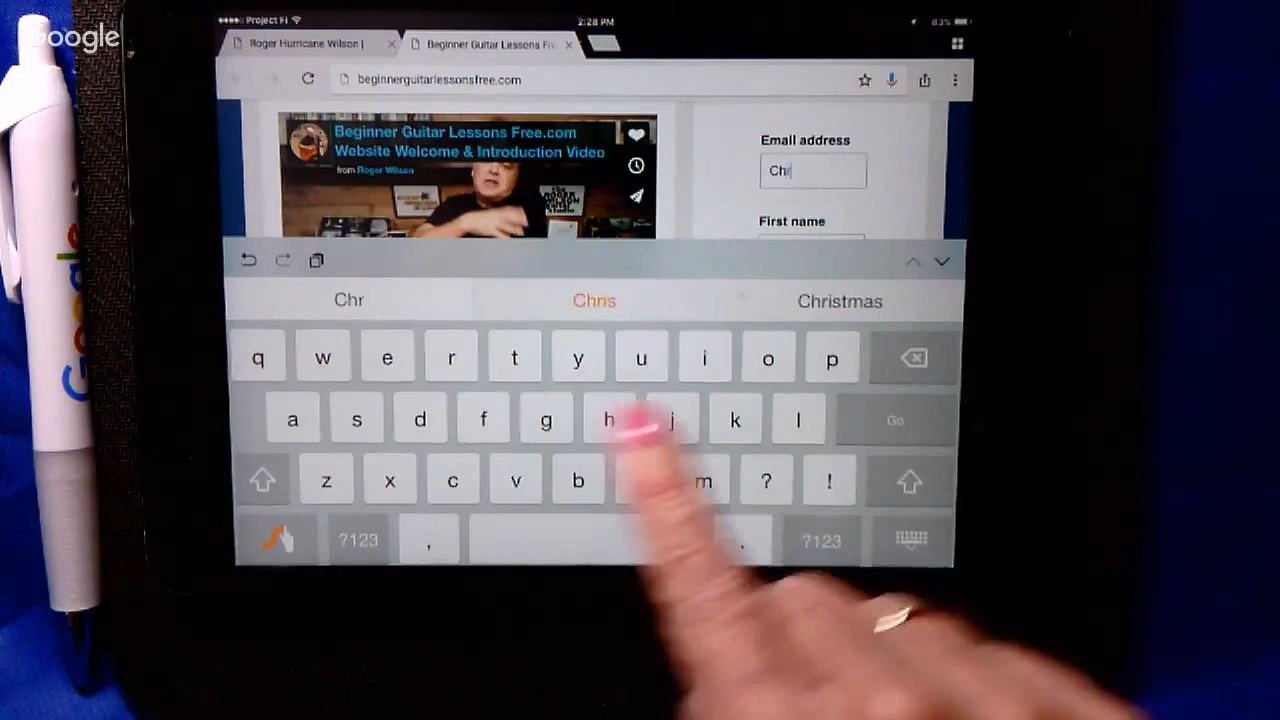 Google
Project Fi
2:28 PM
83%
Roger Hurricane Wilson |
Beginner Guitar Lessons Fr
beginnerguitarlessonsfree.com
Beginner Guitar Lessons Free.com
Website Welcome & Introduction Video
from Roger Wilson
Email address
Chr
First name
Chr
Chris
Christmas
q w e r t y u i o p
a s d f g h j k l
Go
z x c v b m ? !
?123 , . ?123
Google